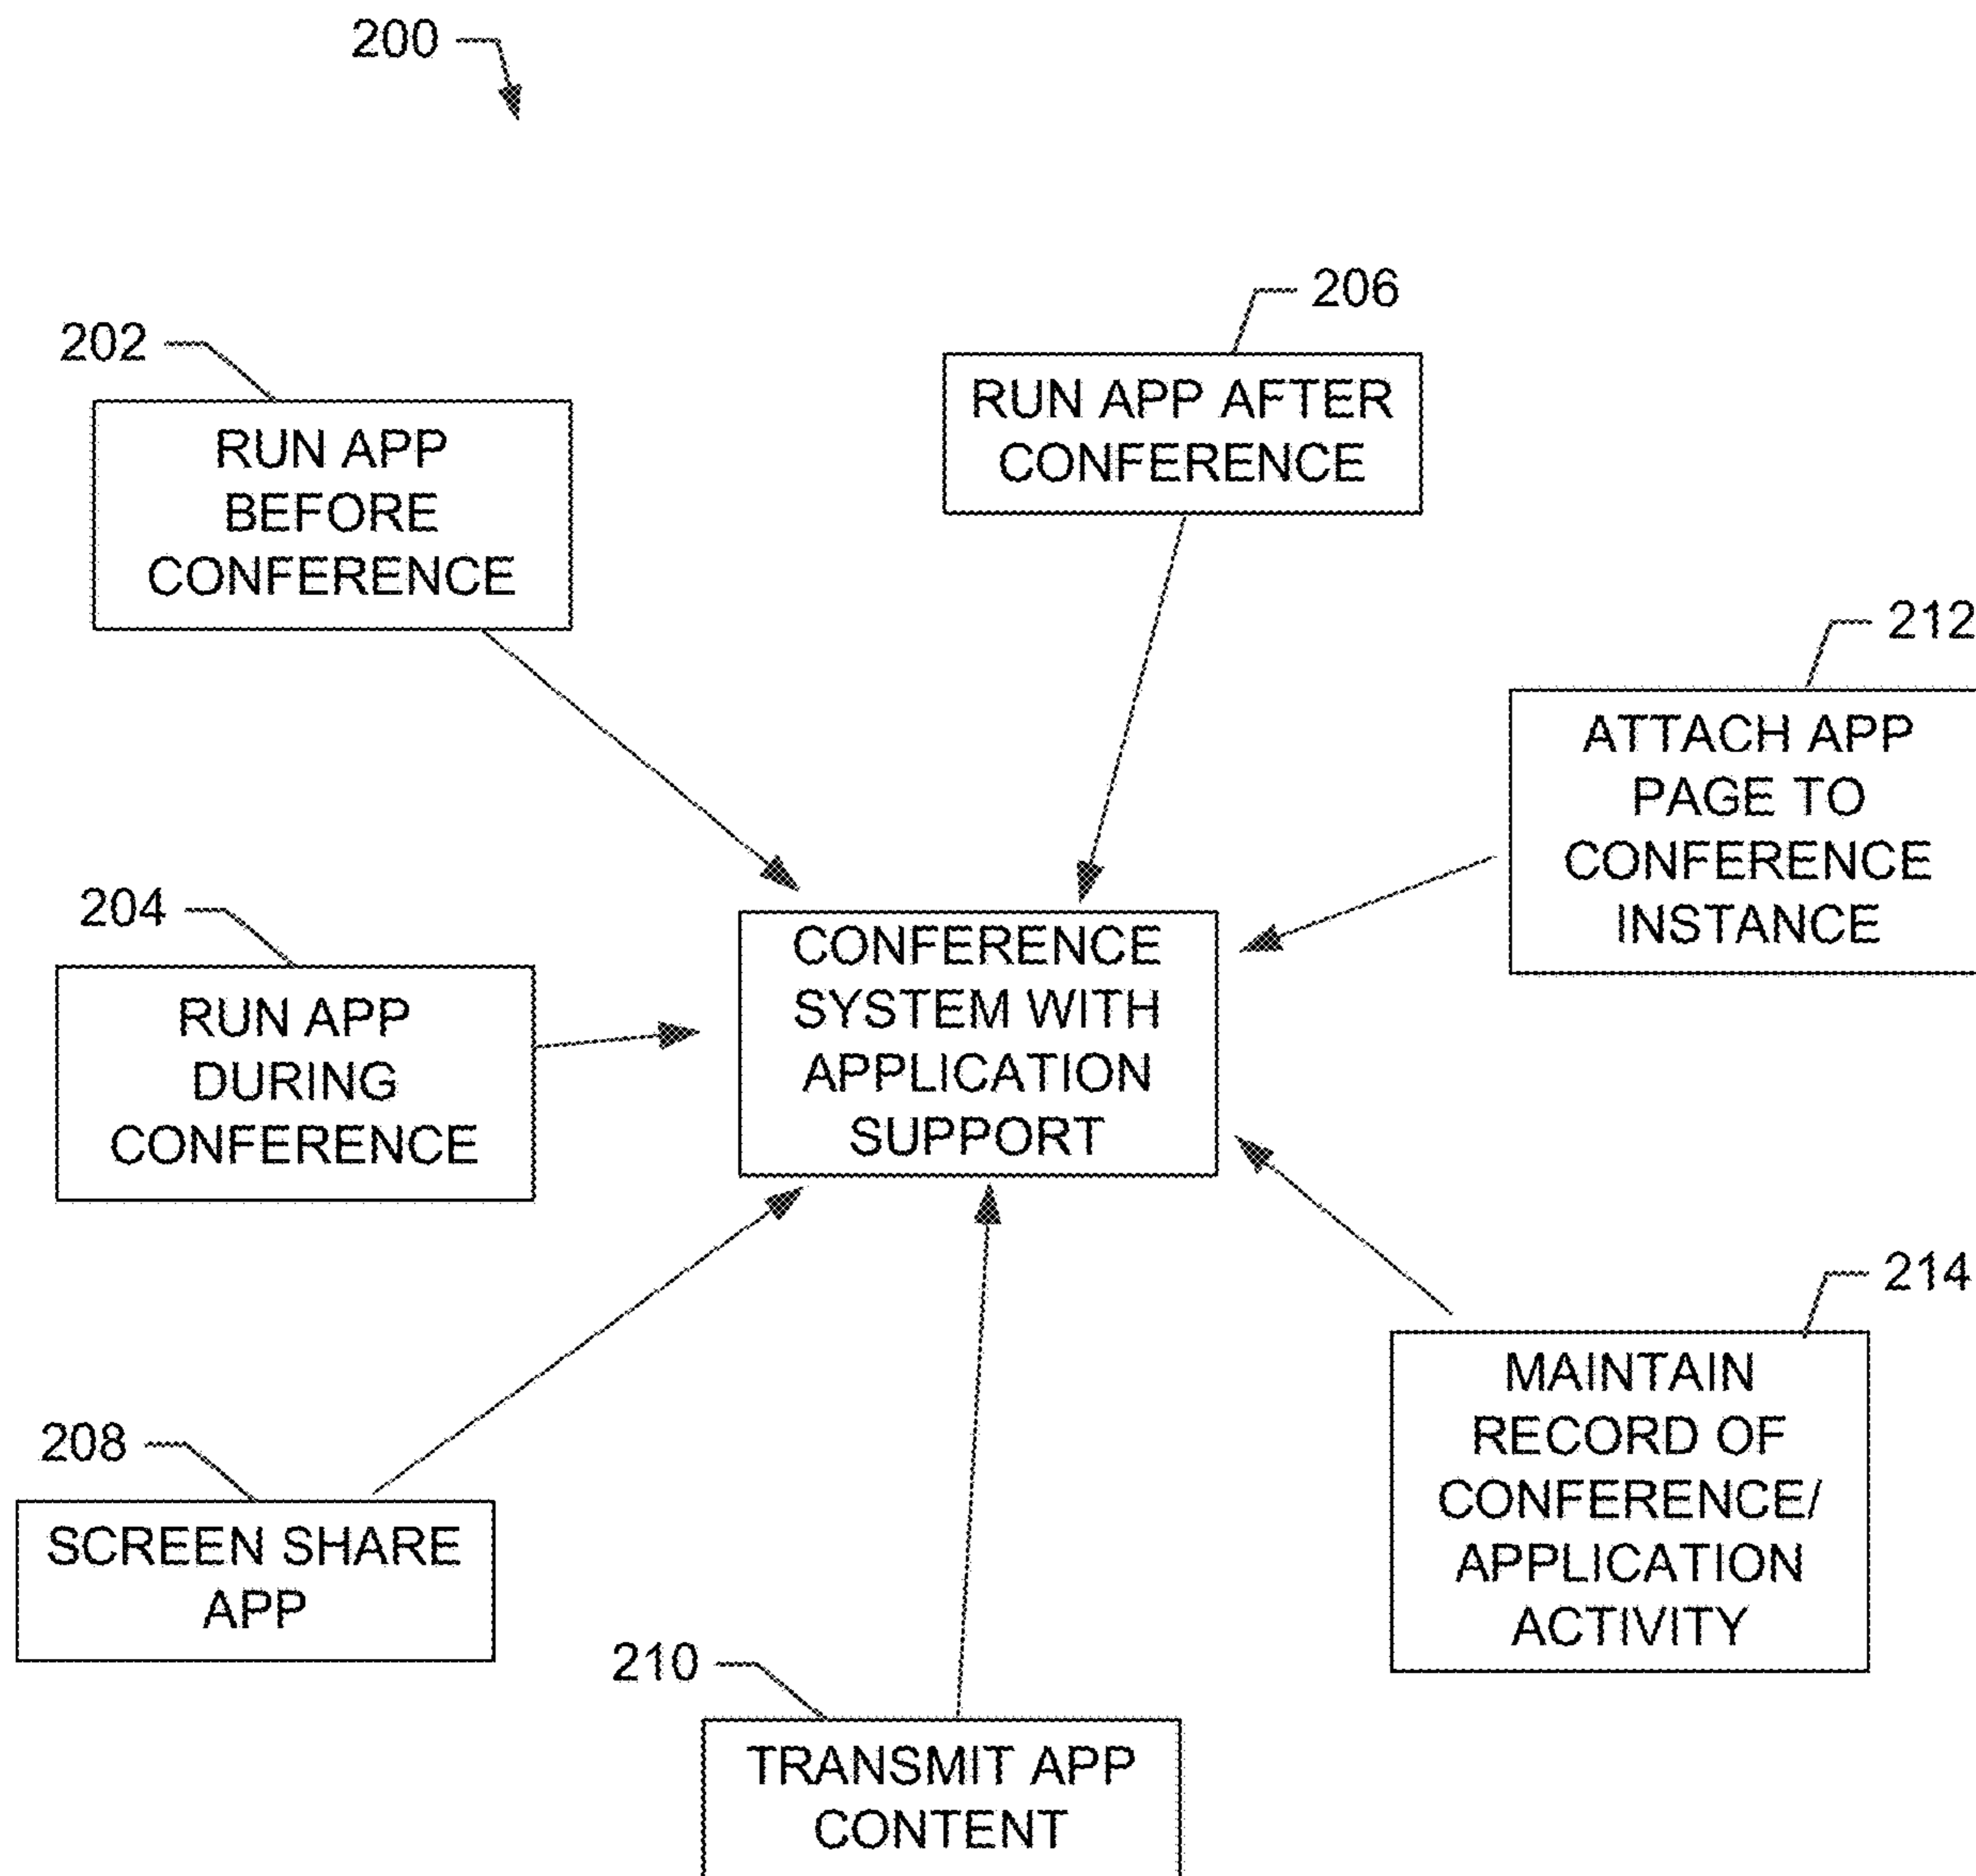 200
206
202
RUN APP AFTER
CONFERENCE
RUN APP
BEFORE
CONFERENCE
212
ATTACH APP
PAGE TO
CONFERENCE
INSTANCE
204
RUN APP
DURING
CONFERENCE
CONFERENCE
SYSTEM WITH
APPLICATION
SUPPORT
214
MAINTAIN
RECORD OF
CONFERENCE/
APPLICATION
ACTIVITY
208
SCREEN SHARE
APP
210
TRANSMIT APP
CONTENT